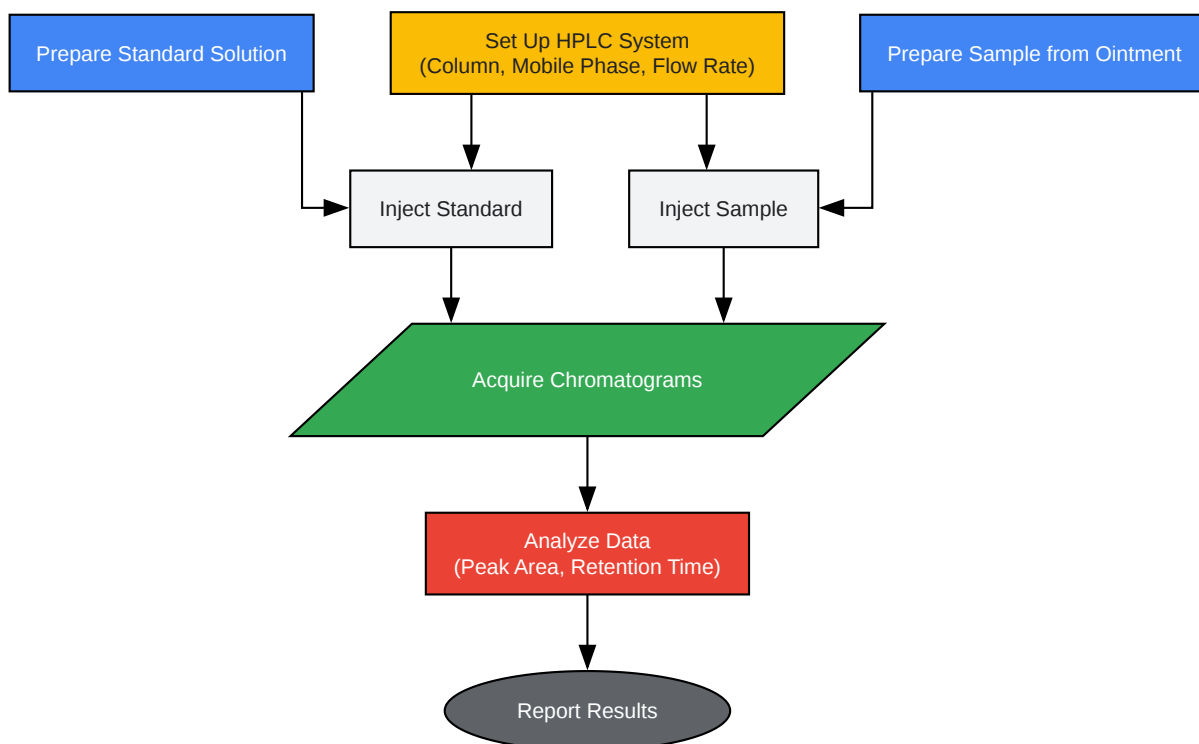 Prepare Standard Solution
Set Up HPLC System
(Column, Mobile Phase, Flow Rate)
Prepare Sample from Ointment
Inject Standard
Inject Sample
Acquire Chromatograms
Analyze Data
(Peak Area, Retention Time)
Report Results